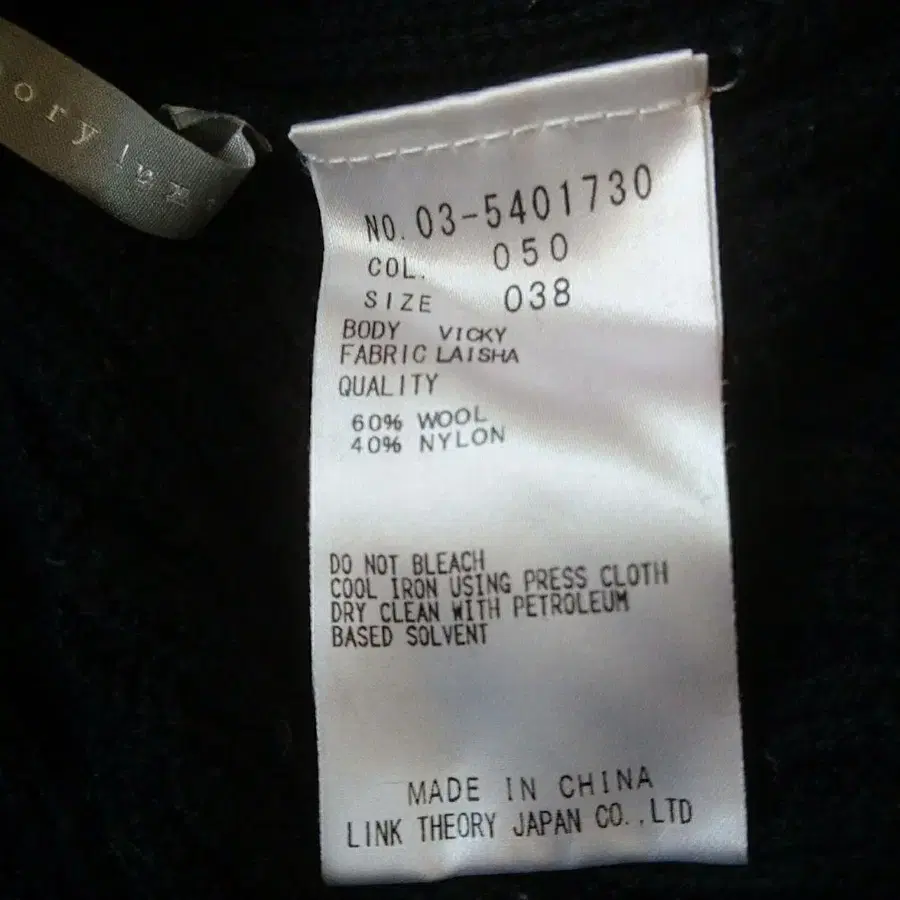 ory lux
NO. 03-5401730
COL. 050
SIZE 038
BODY VICKY
FABRIC LAISHA
QUALITY
60% WOOL
40% NYLON
DO NOT BLEACH
COOL IRON USING PRESS CLOTH
DRY CLEAN WITH PETROLEUM
BASED SOLVENT
MADE IN CHINA
LINK THEORY JAPAN CO.,LTD